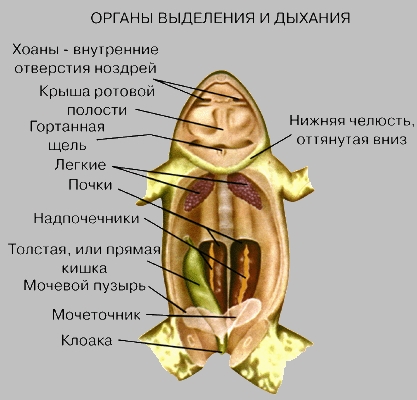 ОРГАНЫ ВЫДЕЛЕНИЯ И ДЫХАНИЯ
Хоаны - внутренние
отверстия ноздрей
Крыша ротовой
полости
Гортанная
щель
Легкие
Почки
Надпочечники
Толстая, или прямая
кишка
Мочевой пузырь
Мочеточник
Клоака
Нижняя челюсть,
оттянутая вниз